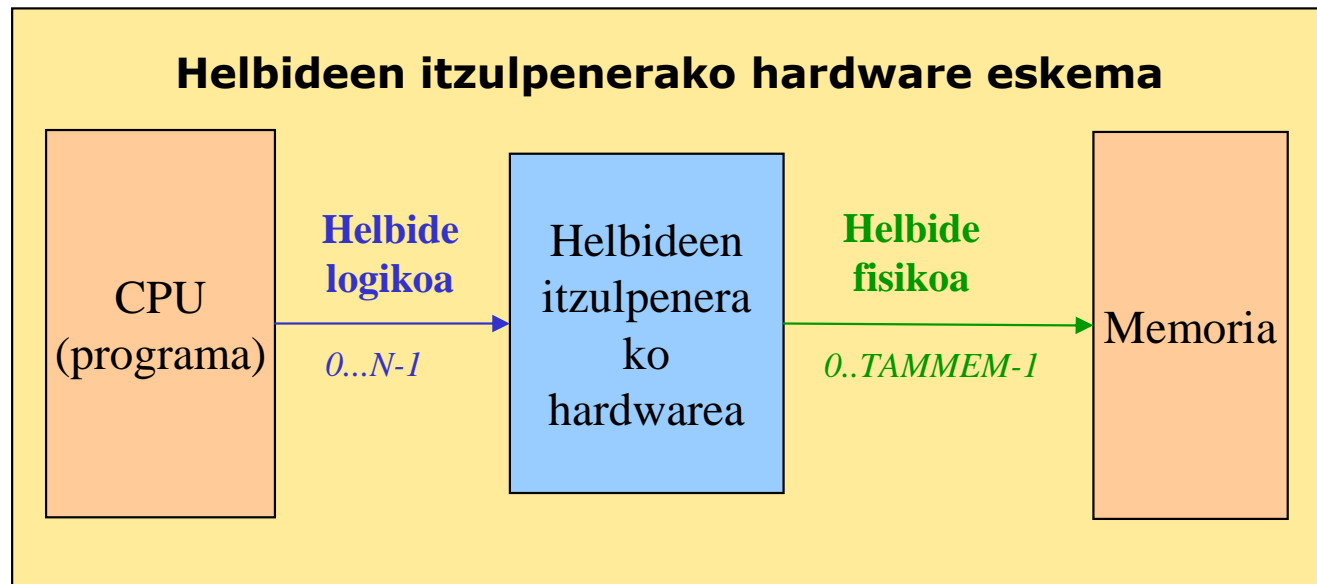 Helbideen itzulpenerako hardware eskema
CPU
(programa)
Helbide
logikoa
0...N-1
Helbideen
itzulpenera
ko
hardwarea
Helbide
fisikoa
0..TAMMEM-1
Memoria